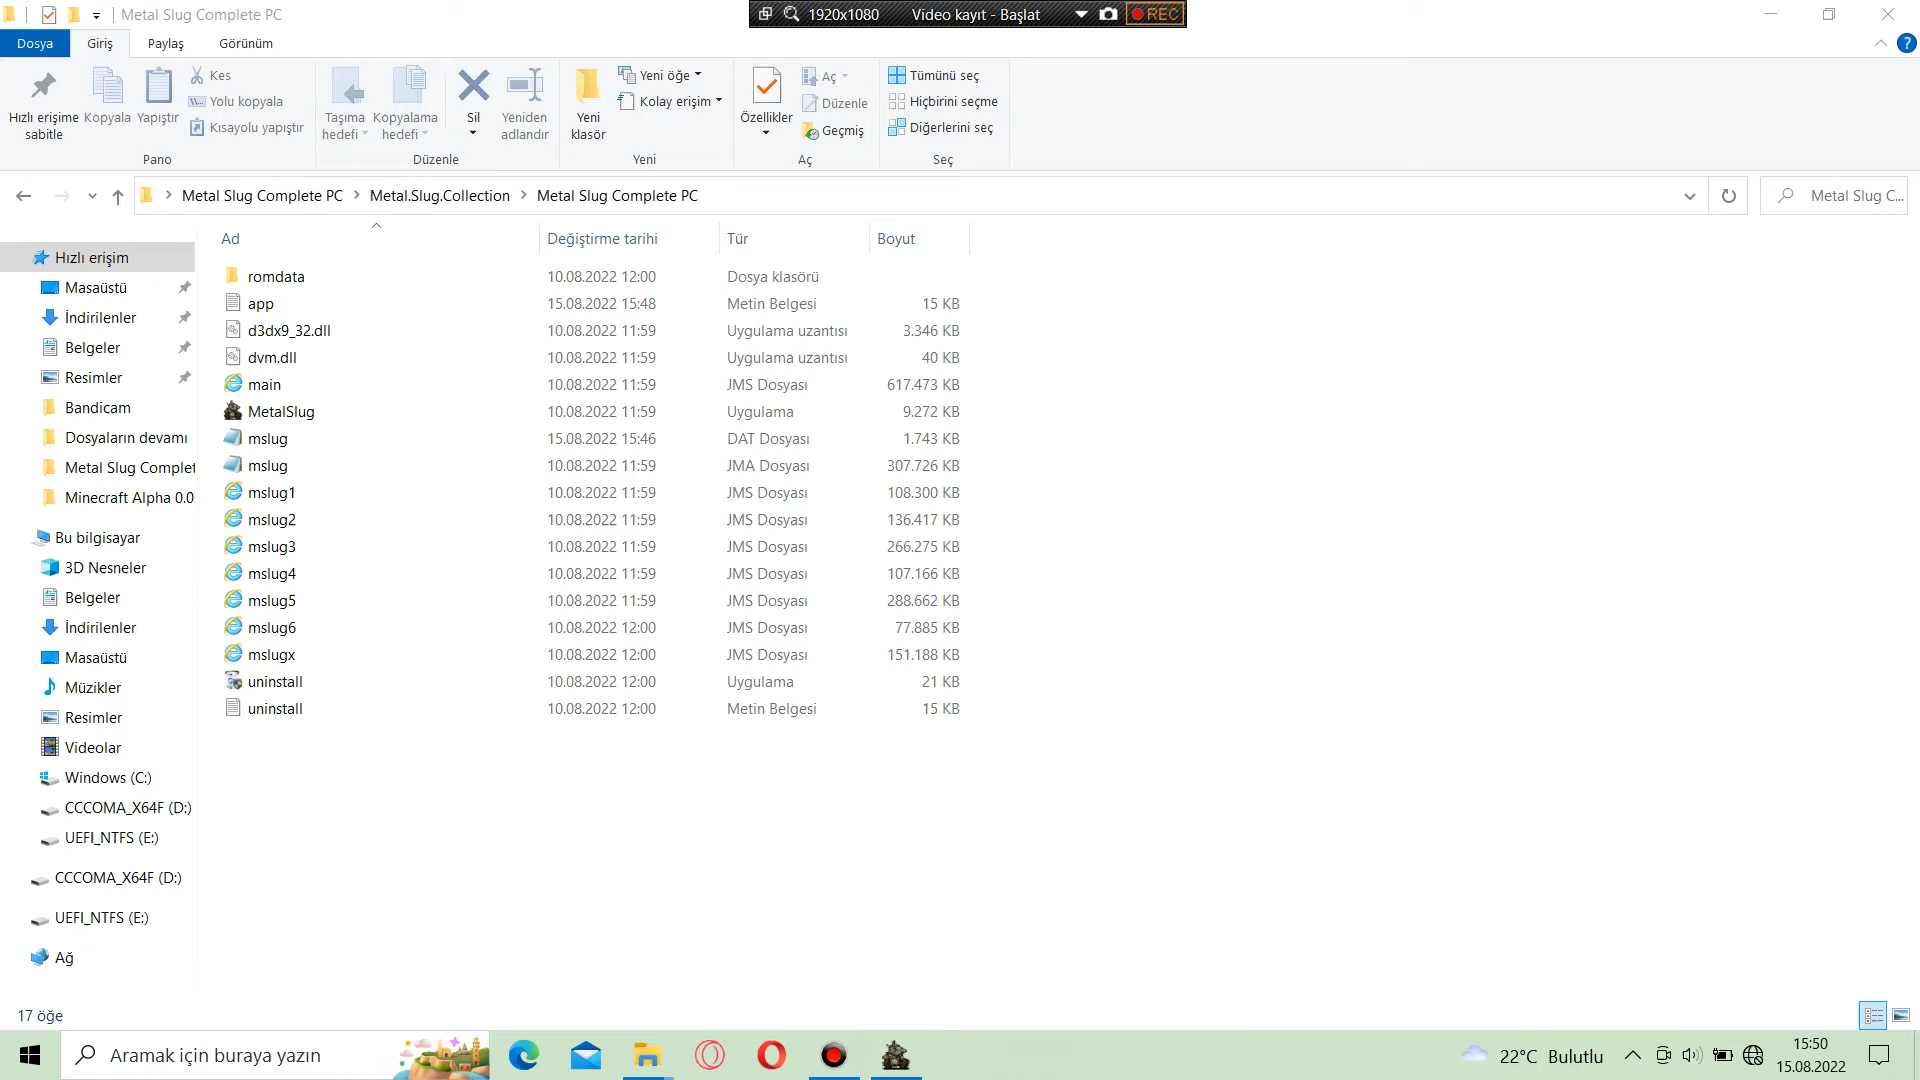 Metal Slug Complete PC
1920x1080 Video kayıt - Başlat REC
Dosya Giriş Paylaş Görünüm
Hızlı erişime sabitle
Kopyala
Yapıştır
Kes
Yolu kopyala
Kısayolu yapıştır
Pano
Taşıma hedefi
Kopyalama hedefi
Sil
Yeniden adlandır
Düzenle
Yeni klasör
Yeni öğe
Kolay erişim
Yeni
Özellikler
Aç
Düzenle
Geçmiş
Aç
Tümünü seç
Hiçbirini seçme
Diğerlerini seç
Seç
Metal Slug Complete PC > Metal.Slug.Collection > Metal Slug Complete PC
Metal Slug C...
Hızlı erişim
Masaüstü
İndirilenler
Belgeler
Resimler
Bandicam
Dosyaların devamı
Metal Slug Complet
Minecraft Alpha 0.0
Bu bilgisayar
3D Nesneler
Belgeler
İndirilenler
Masaüstü
Müzikler
Resimler
Videolar
Windows (C:)
CCCOMA_X64F (D:)
UEFI_NTFS (E:)
CCCOMA_X64F (D:)
UEFI_NTFS (E:)
Ağ
Ad Değiştirme tarihi Tür Boyut
romdata 10.08.2022 12:00 Dosya klasörü
app 15.08.2022 15:48 Metin Belgesi 15 KB
d3dx9_32.dll 10.08.2022 11:59 Uygulama uzantısı 3.346 KB
dvm.dll 10.08.2022 11:59 Uygulama uzantısı 40 KB
main 10.08.2022 11:59 JMS Dosyası 617.473 KB
MetalSlug 10.08.2022 11:59 Uygulama 9.272 KB
mslug 15.08.2022 15:46 DAT Dosyası 1.743 KB
mslug 10.08.2022 11:59 JMA Dosyası 307.726 KB
mslug1 10.08.2022 11:59 JMS Dosyası 108.300 KB
mslug2 10.08.2022 11:59 JMS Dosyası 136.417 KB
mslug3 10.08.2022 11:59 JMS Dosyası 266.275 KB
mslug4 10.08.2022 11:59 JMS Dosyası 107.166 KB
mslug5 10.08.2022 11:59 JMS Dosyası 288.662 KB
mslug6 10.08.2022 12:00 JMS Dosyası 77.885 KB
mslugx 10.08.2022 12:00 JMS Dosyası 151.188 KB
uninstall 10.08.2022 12:00 Uygulama 21 KB
uninstall 10.08.2022 12:00 Metin Belgesi 15 KB
17 öğe
Aramak için buraya yazın
22°C Bulutlu
15:50
15.08.2022